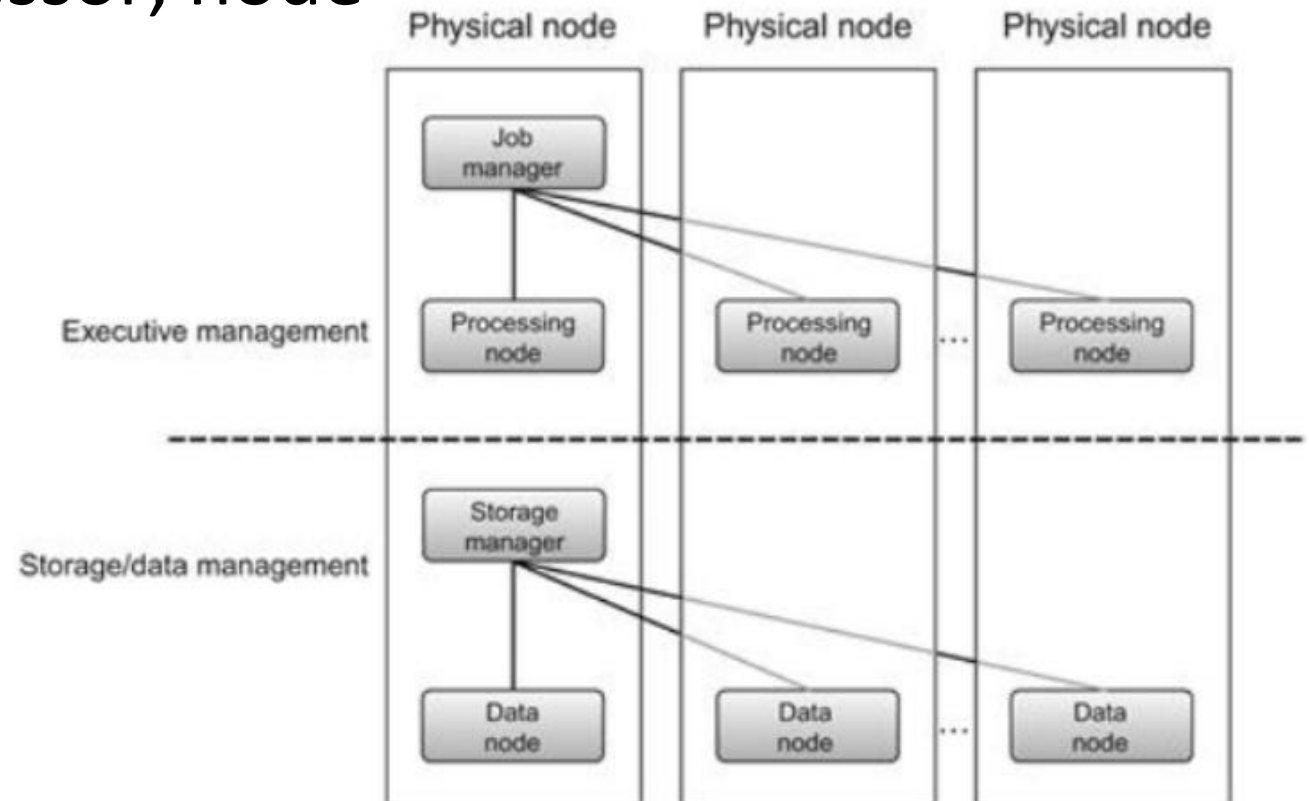 node
Physical node Physical node Physical node
Job
manager
Executive management
Processing
node
Processing
node
...
Processing
node
Storage
manager
Storage/data management
Data
node
Data
node
...
Data
node